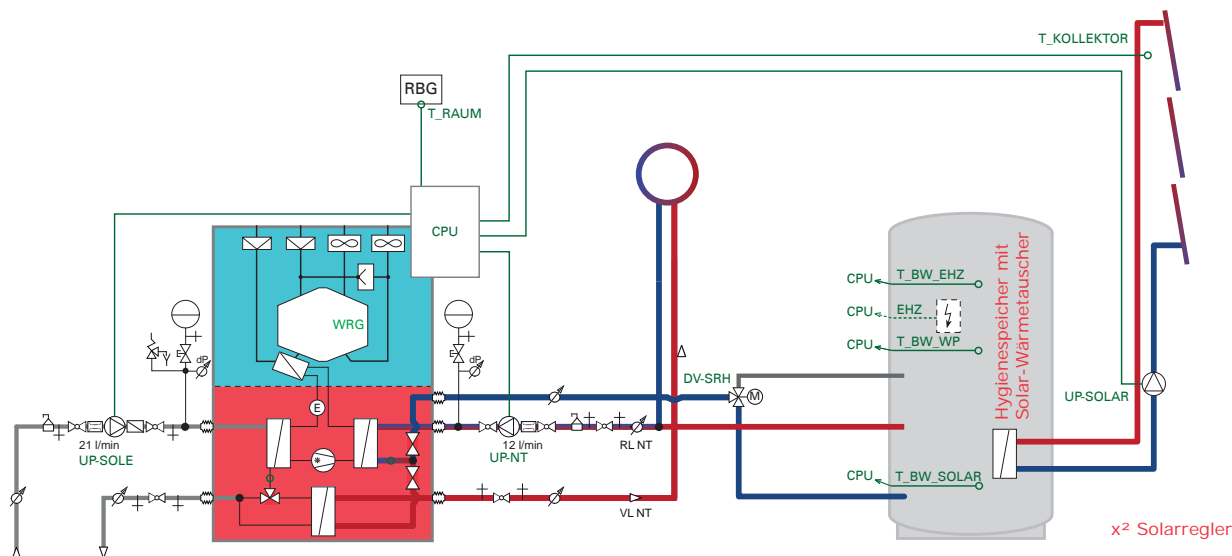 T_KOLLEKTOR
RBG
T_RAUM
CPU
WRG
Hygienespeicher mit
Solar-Wärmetauscher
CPU
T_BW_EHZ
CPU
EHZ
CPU
T_BW_WP
dP
dP
DV-SRH
M
UP-SOLAR
E
21 l/min
UP-SOLE
12 l/min
UP-NT
RL NT
CPU
T_BW_SOLAR
VL NT
x² Solarregler